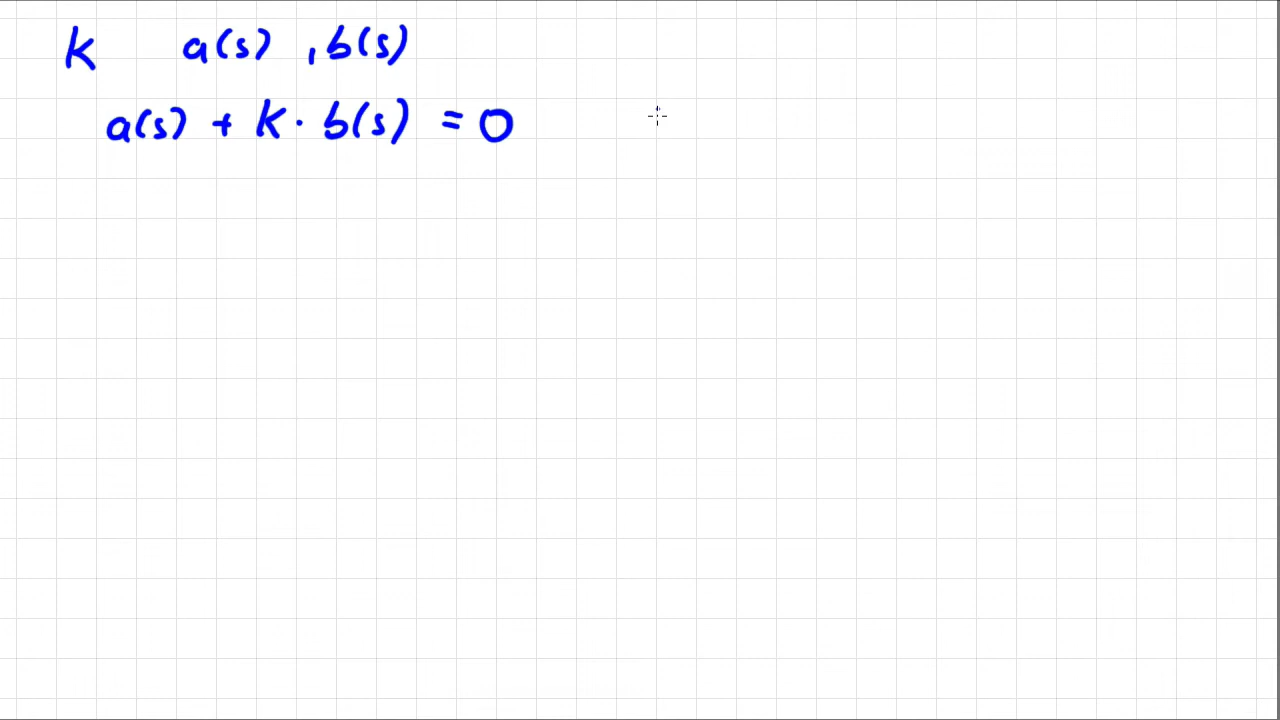 K a(s) , b(s)
a(s) + K · b(s) = 0